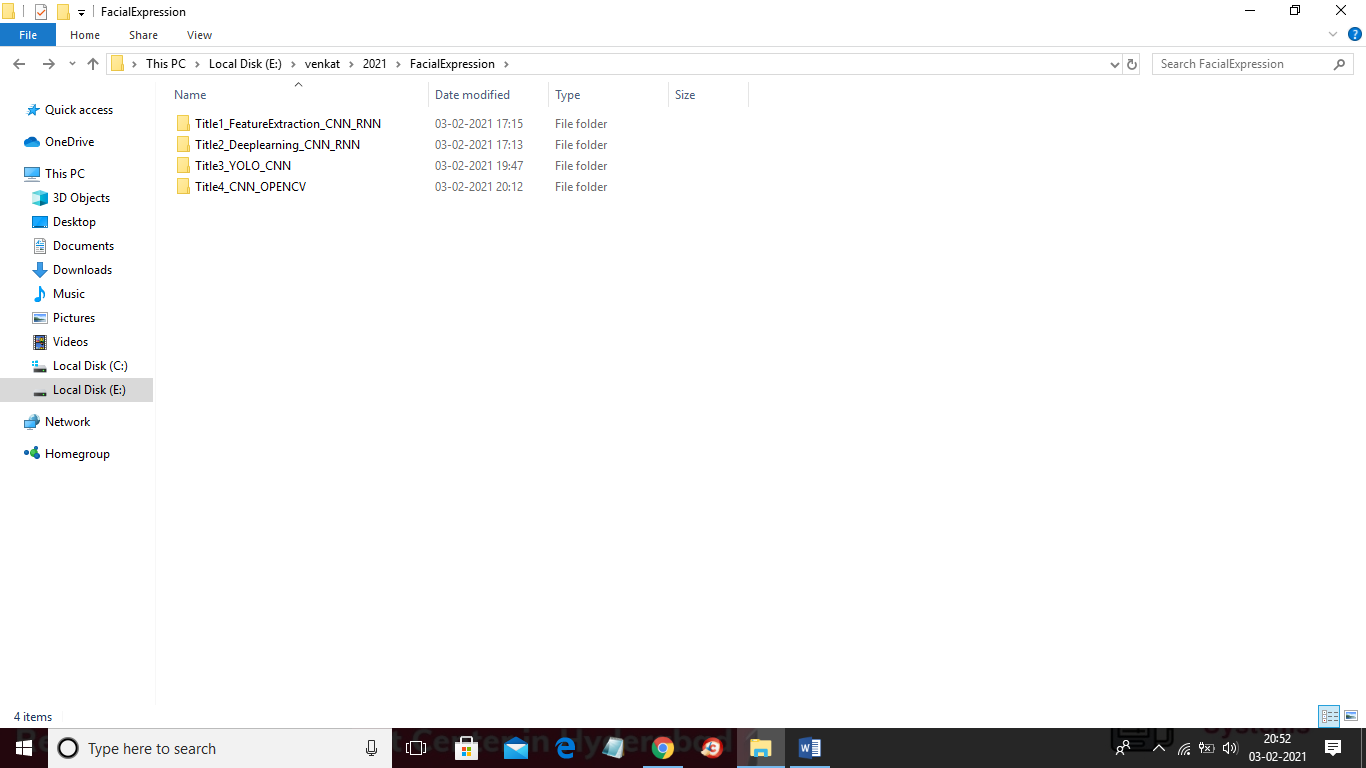 FacialExpression
File Home Share View
This PC Local Disk (E:) venkat 2021 FacialExpression
Search FacialExpression
Name Date modified Type Size
Quick access
OneDrive
This PC
3D Objects
Desktop
Documents
Downloads
Music
Pictures
Videos
Local Disk (C:)
Local Disk (E:)
Network
Homegroup
Title1_FeatureExtraction_CNN_RNN 03-02-2021 17:15 File folder
Title2_Deeplearning_CNN_RNN 03-02-2021 17:13 File folder
Title3_YOLO_CNN 03-02-2021 19:47 File folder
Title4_CNN_OPENCV 03-02-2021 20:12 File folder
4 items
Type here to search
20:52
03-02-2021